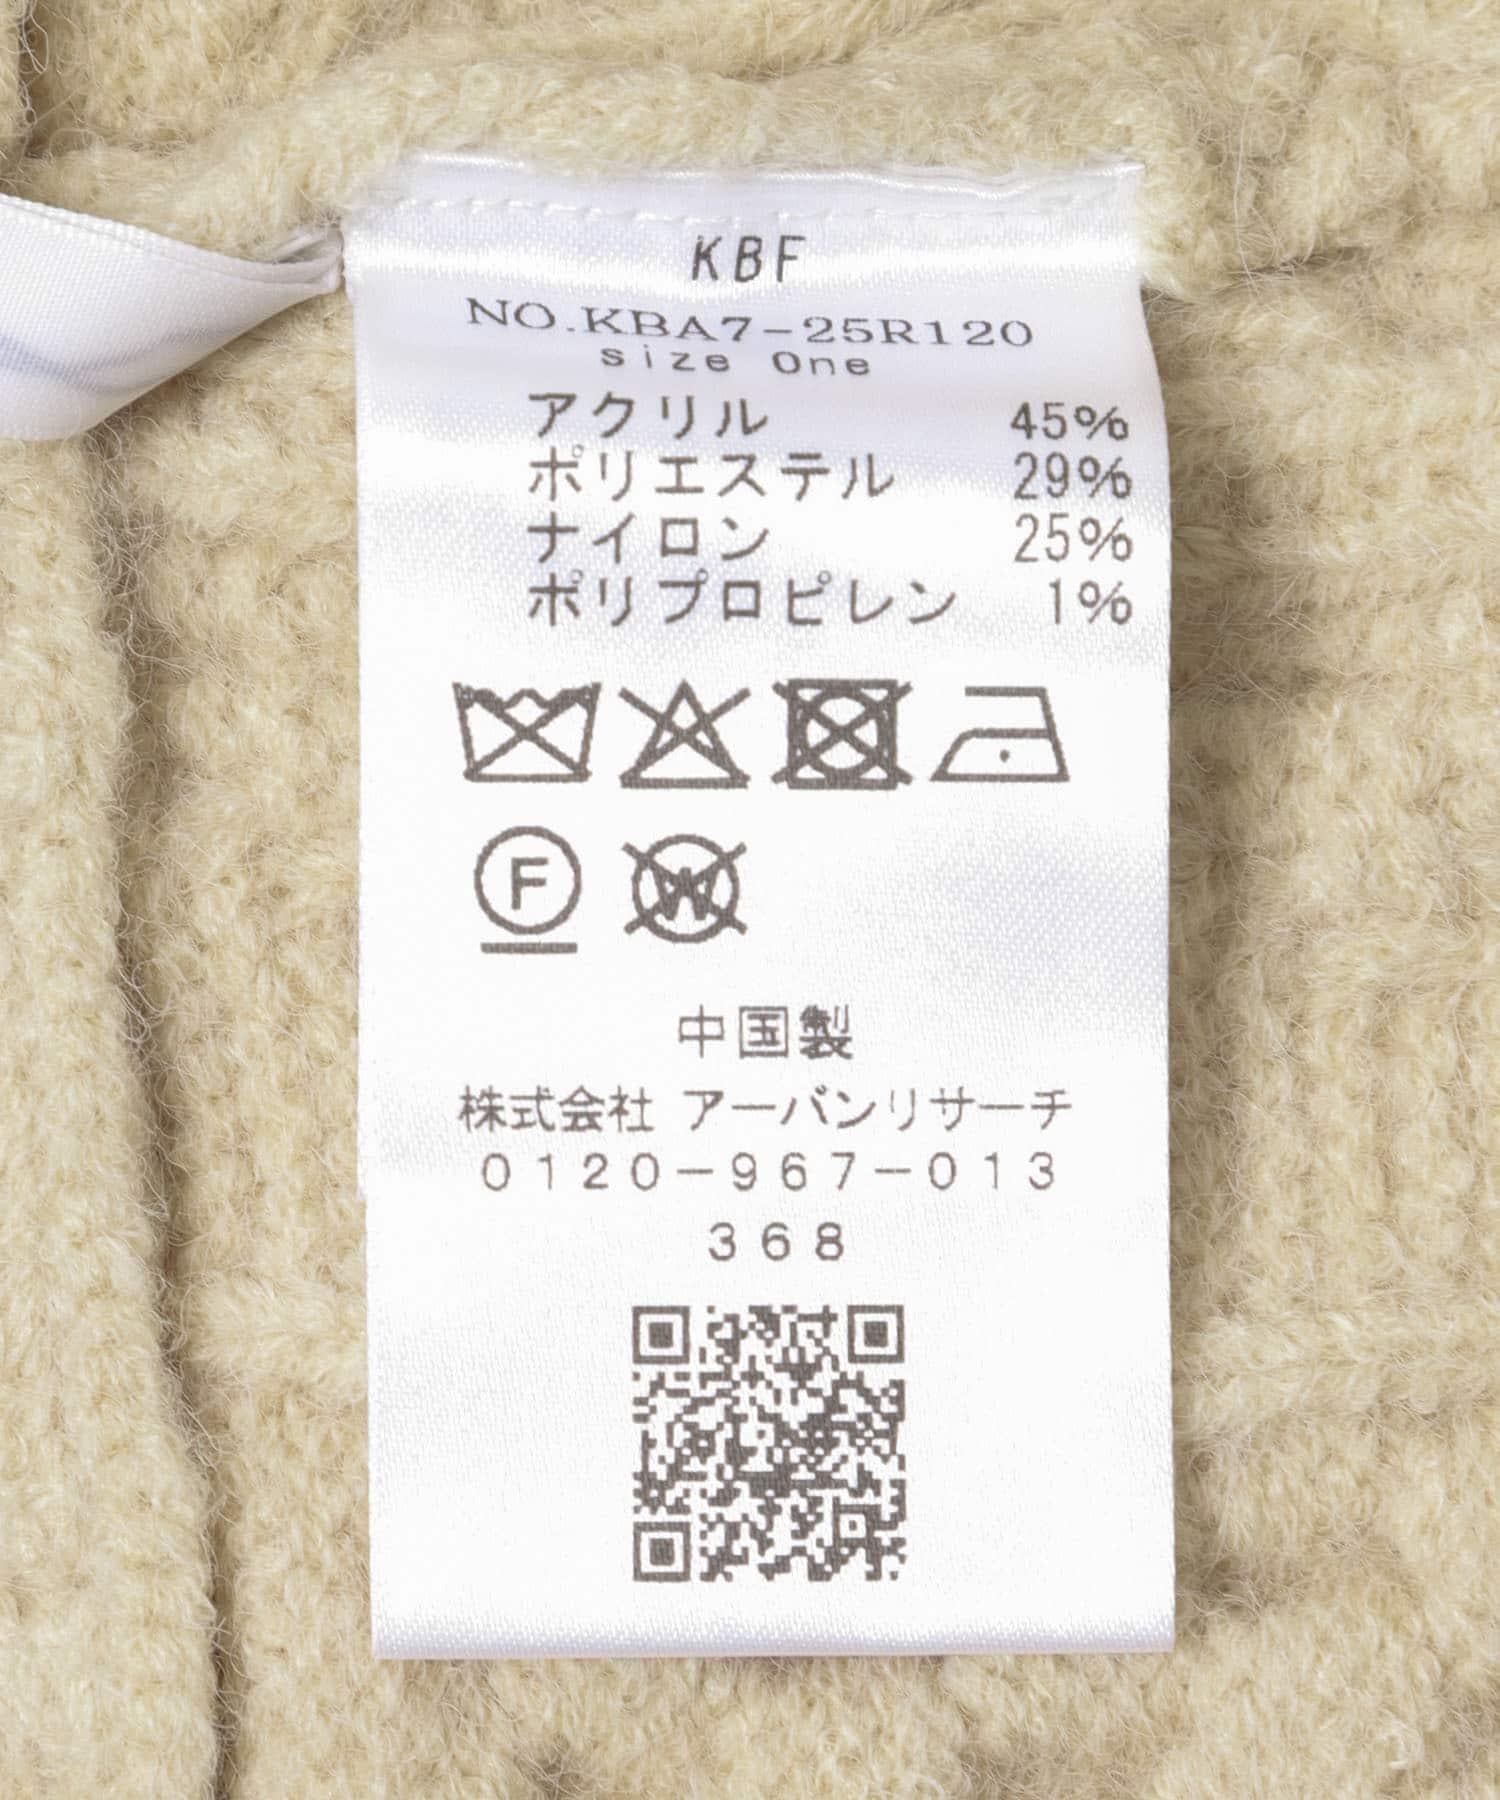 KBF
NO.KBA7-25R120
size One
アクリル 45%
ポリエステル 29%
ナイロン 25%
ポリプロピレン 1%
F W
中国製
株式会社 アーバンリサーチ
0120-967-013
368